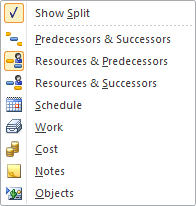 Show Split
Predecessors & Successors
Resources & Predecessors
Resources & Successors
Schedule
Work
Cost
Notes
Objects